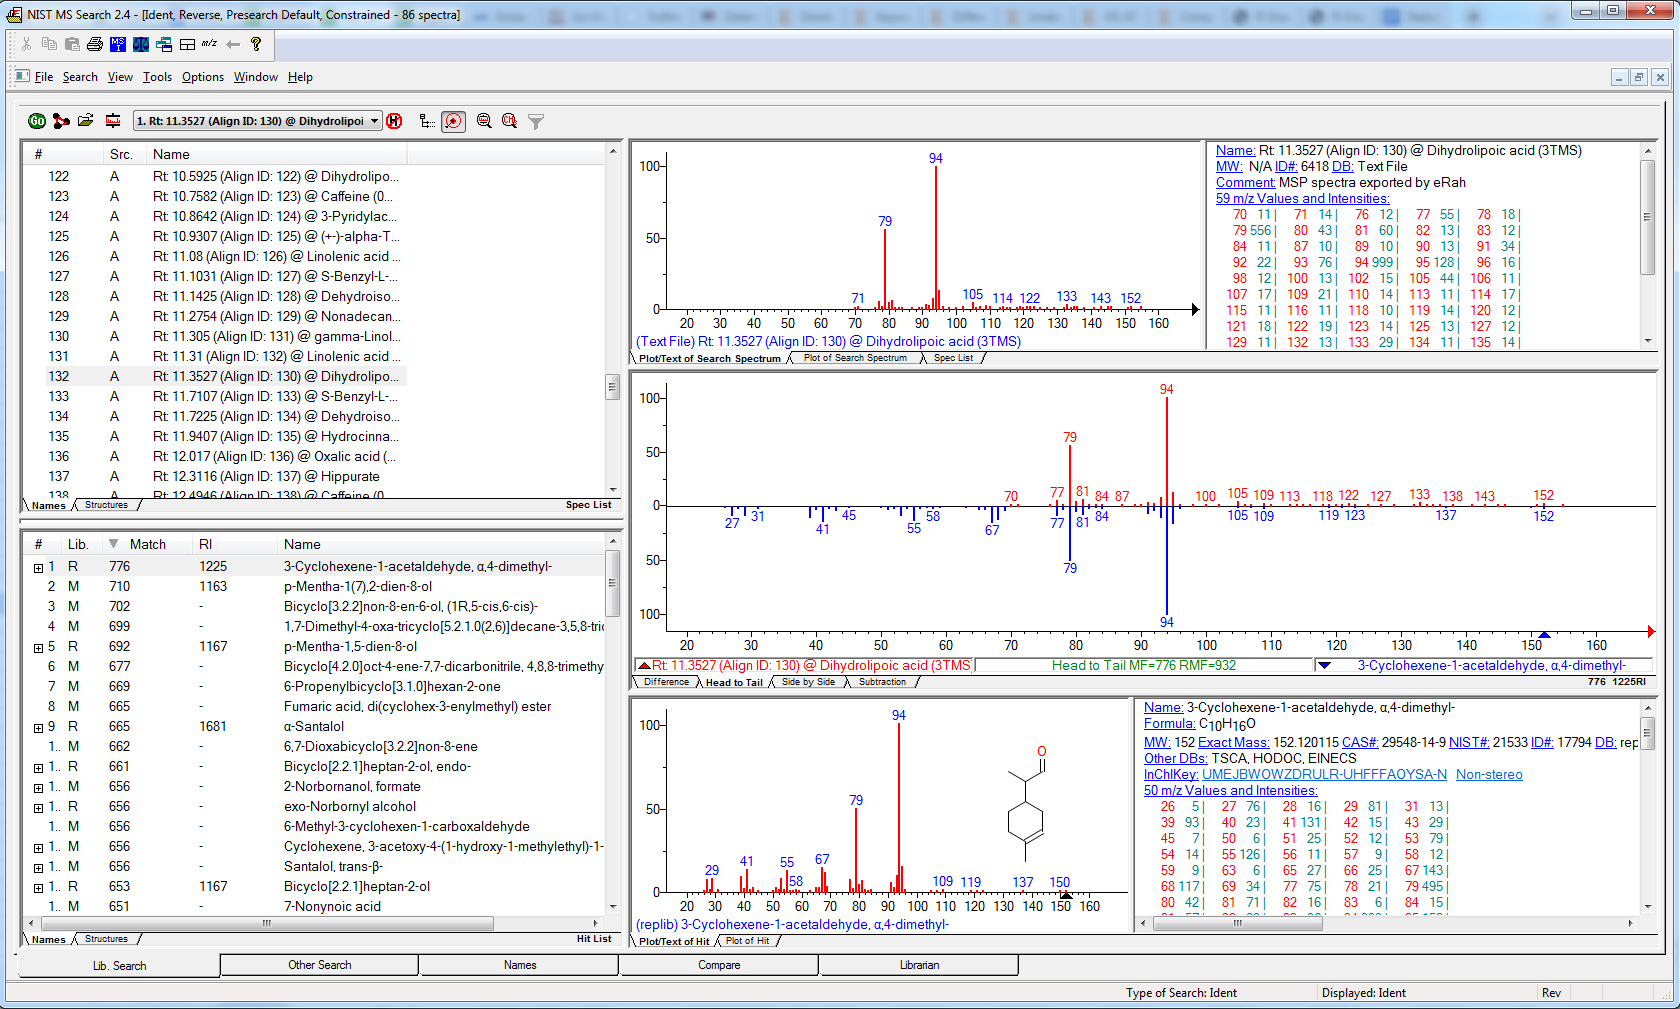 NIST MS Search 2.4 - [Ident, Reverse, Presearch Default, Constrained - 86 spectra]
File Search View Tools Options Window Help
1. Rt: 11.3527 (Align ID: 130) @ Dihydrolipoi
# Src. Name
122 A Rt: 10.5925 (Align ID: 122) @ Dihydrolipo...
123 A Rt: 10.7582 (Align ID: 123) @ Caffeine (0...
124 A Rt: 10.8642 (Align ID: 124) @ 3-Pyridylac...
125 A Rt: 10.9307 (Align ID: 125) @ (+-)-alpha-T...
126 A Rt: 11.08 (Align ID: 126) @ Linolenic acid ...
127 A Rt: 11.1031 (Align ID: 127) @ S-Benzyl-L-...
128 A Rt: 11.1425 (Align ID: 128) @ Dehydroiso...
129 A Rt: 11.2754 (Align ID: 129) @ Nonadecan...
130 A Rt: 11.305 (Align ID: 131) @ gamma-Linol...
131 A Rt: 11.31 (Align ID: 132) @ Linolenic acid ...
132 A Rt: 11.3527 (Align ID: 130) @ Dihydrolipo...
133 A Rt: 11.7107 (Align ID: 133) @ S-Benzyl-L-...
134 A Rt: 11.7225 (Align ID: 134) @ Dehydroiso...
135 A Rt: 11.9407 (Align ID: 135) @ Hydrocinna...
136 A Rt: 12.017 (Align ID: 136) @ Oxalic acid (...
137 A Rt: 12.3116 (Align ID: 137) @ Hippurate
138 A Rt: 12.4946 (Align ID: 138) @ Caffeine (0
Names Structures Spec List
# Lib. Match RI Name
1 R 776 1225 3-Cyclohexene-1-acetaldehyde, α,4-dimethyl-
2 M 710 1163 p-Mentha-1(7),2-dien-8-ol
3 M 702 - Bicyclo[3.2.2]non-8-en-6-ol, (1R,5-cis,6-cis)-
4 M 699 - 1,7-Dimethyl-4-oxa-tricyclo[5.2.1.0(2,6)]decane-3,5,8-tric
5 R 692 1167 p-Mentha-1,5-dien-8-ol
6 M 677 - Bicyclo[4.2.0]oct-4-ene-7,7-dicarbonitrile, 4,8,8-trimethy
7 M 669 - 6-Propenylbicyclo[3.1.0]hexan-2-one
8 M 665 - Fumaric acid, di(cyclohex-3-enylmethyl) ester
9 R 665 1681 α-Santalol
1.. M 662 - 6,7-Dioxabicyclo[3.2.2]non-8-ene
1.. R 661 - Bicyclo[2.2.1]heptan-2-ol, endo-
1.. M 656 - 2-Norbornanol, formate
1.. R 656 - exo-Norbornyl alcohol
1.. M 656 - 6-Methyl-3-cyclohexen-1-carboxaldehyde
1.. M 656 - Cyclohexene, 3-acetoxy-4-(1-hydroxy-1-methylethyl)-1-
1.. M 656 - Santalol, trans-β-
1.. R 653 1167 Bicyclo[2.2.1]heptan-2-ol
1.. M 651 - 7-Nonynoic acid
Names Structures Hit List
100
50
0
94
79
71 105 114 122 133 143 152
20 30 40 50 60 70 80 90 100 110 120 130 140 150 160
(Text File) Rt: 11.3527 (Align ID: 130) @ Dihydrolipoic acid (3TMS)
Plot/Text of Search Spectrum Plot of Search Spectrum Spec List
Name: Rt: 11.3527 (Align ID: 130) @ Dihydrolipoic acid (3TMS)
MW: N/A ID#: 6418 DB: Text File
Comment: MSP spectra exported by eRah
59 m/z Values and Intensities:
70 11| 71 14| 76 12| 77 55| 78 18|
79 556| 80 43| 81 60| 82 13| 83 12|
84 11| 87 10| 89 10| 90 13| 91 34|
92 22| 93 76| 94 999| 95 128| 96 16|
98 12| 100 13| 102 15| 105 44| 106 11|
107 17| 109 21| 110 14| 113 11| 114 17|
115 11| 116 11| 118 10| 119 14| 120 12|
121 18| 122 19| 123 14| 125 13| 127 12|
129 11| 132 13| 133 29| 134 11| 135 14|
100
50
0
50
100
94
79
70 77 81 84 87 100 105 109 113 118 122 127 133 138 143 152
27 31 41 45 55 58 67 77 81 84 105 109 119 123 137 152
79
94
20 30 40 50 60 70 80 90 100 110 120 130 140 150 160
Rt: 11.3527 (Align ID: 130) @ Dihydrolipoic acid (3TMS) Head to Tail MF=776 RMF=932 3-Cyclohexene-1-acetaldehyde, α,4-dimethyl-
Difference Head to Tail Side by Side Subtraction 776 1225RI
100
50
0
94
79
29 41 55 58 67 109 119 137 150
O
20 30 40 50 60 70 80 90 100 110 120 130 140 150 160
(replib) 3-Cyclohexene-1-acetaldehyde, α,4-dimethyl-
Plot/Text of Hit Plot of Hit
Name: 3-Cyclohexene-1-acetaldehyde, α,4-dimethyl-
Formula: C10H16O
MW: 152 Exact Mass: 152.120115 CAS#: 29548-14-9 NIST#: 21533 ID#: 17794 DB: rep
Other DBs: TSCA, HODOC, EINECS
InChIKey: UMEJBWOWZDRULR-UHFFFAOYSA-N Non-stereo
50 m/z Values and Intensities:
26 5| 27 76| 28 16| 29 81| 31 13|
39 93| 40 23| 41 131| 42 15| 43 29|
45 7| 50 6| 51 25| 52 12| 53 79|
54 14| 55 126| 56 11| 57 9| 58 12|
59 9| 63 6| 65 27| 66 25| 67 143|
68 117| 69 34| 77 75| 78 21| 79 495|
80 42| 81 71| 82 16| 83 6| 84 15|
Lib. Search Other Search Names Compare Librarian
Type of Search: Ident Displayed: Ident Rev